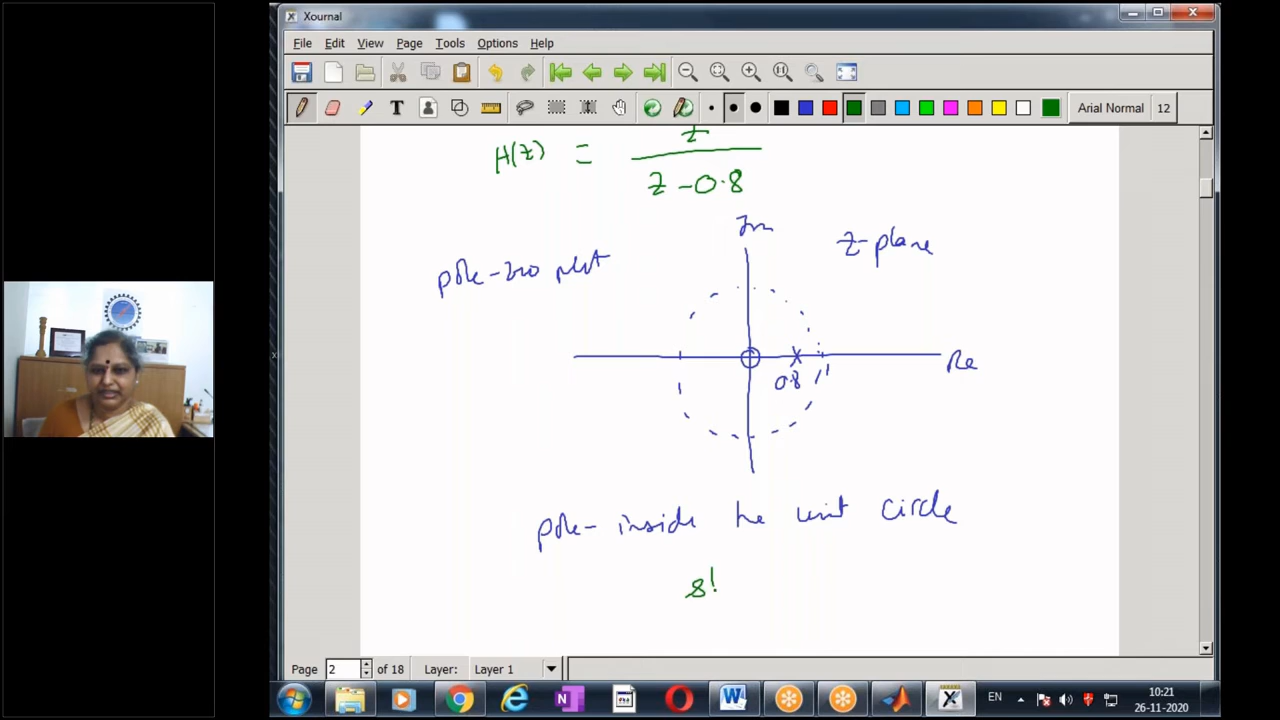 Xournal
File Edit View Page Tools Options Help
Arial Normal 12
H(z) = z
z - 0.8
Im
z-plane
pole-zero plot
Re
0.8 1
pole- inside the unit circle
Page 2 of 18 Layer: Layer 1
EN 10:21
26-11-2020